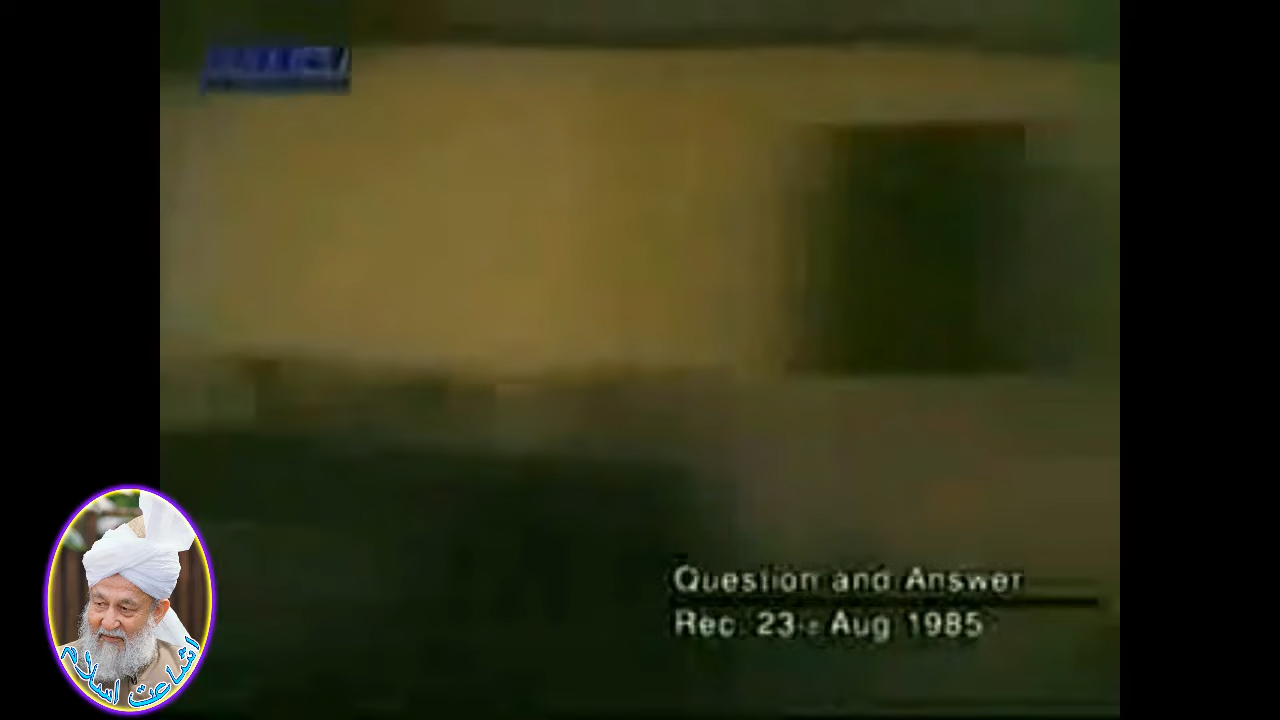 Question and Answer
Rec. 23 Aug 1985
اشاعت اسلام